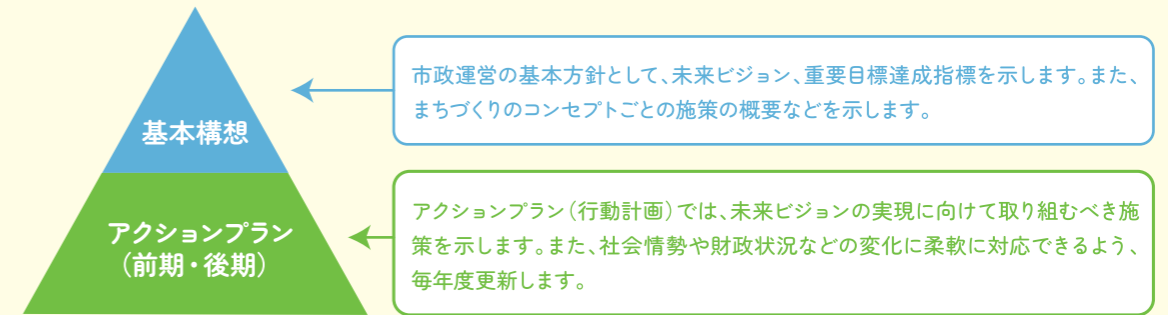 基本構想
市政運営の基本方針として、未来ビジョン、重要目標達成指標を示します。また、
まちづくりのコンセプトごとの施策の概要などを示します。
アクションプラン
（前期・後期）
アクションプラン（行動計画）では、未来ビジョンの実現に向けて取り組むべき施
策を示します。また、社会情勢や財政状況などの変化に柔軟に対応できるよう、
毎年度更新します。